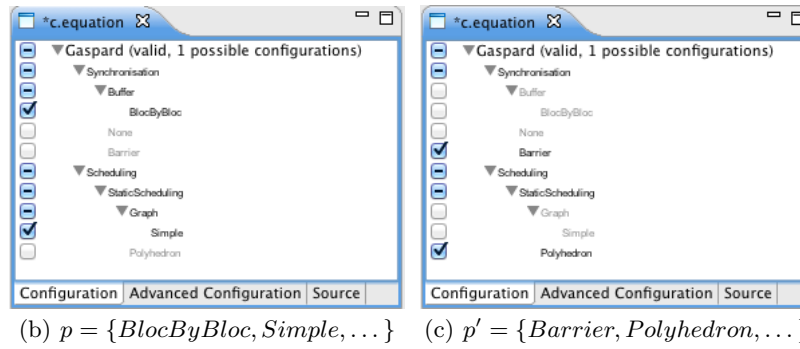 *c.equation
Gaspard (valid, 1 possible configurations)
Synchronisation
Buffer
BlocByBloc
None
Barrier
Scheduling
StaticScheduling
Graph
Simple
Polyhedron
Configuration Advanced Configuration Source
(b) p = {BlocByBloc, Simple, . . . }
*c.equation
Gaspard (valid, 1 possible configurations)
Synchronisation
Buffer
BlocByBloc
None
Barrier
Scheduling
StaticScheduling
Graph
Simple
Polyhedron
Configuration Advanced Configuration Source
(c) p′ = {Barrier, Polyhedron, . . . }